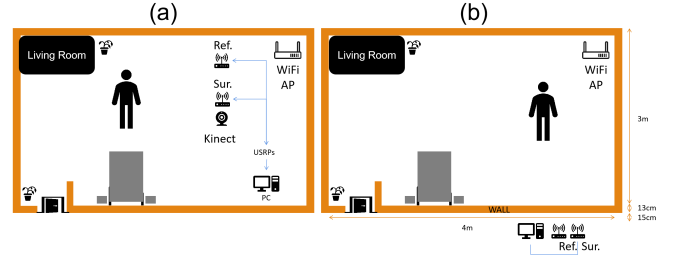 (a)
(b)
Living Room
Ref.
Sur.
Kinect
WiFi
AP
USRPs
PC
Living Room
WiFi
AP
3m
WALL
13cm
15cm
4m
Ref. Sur.